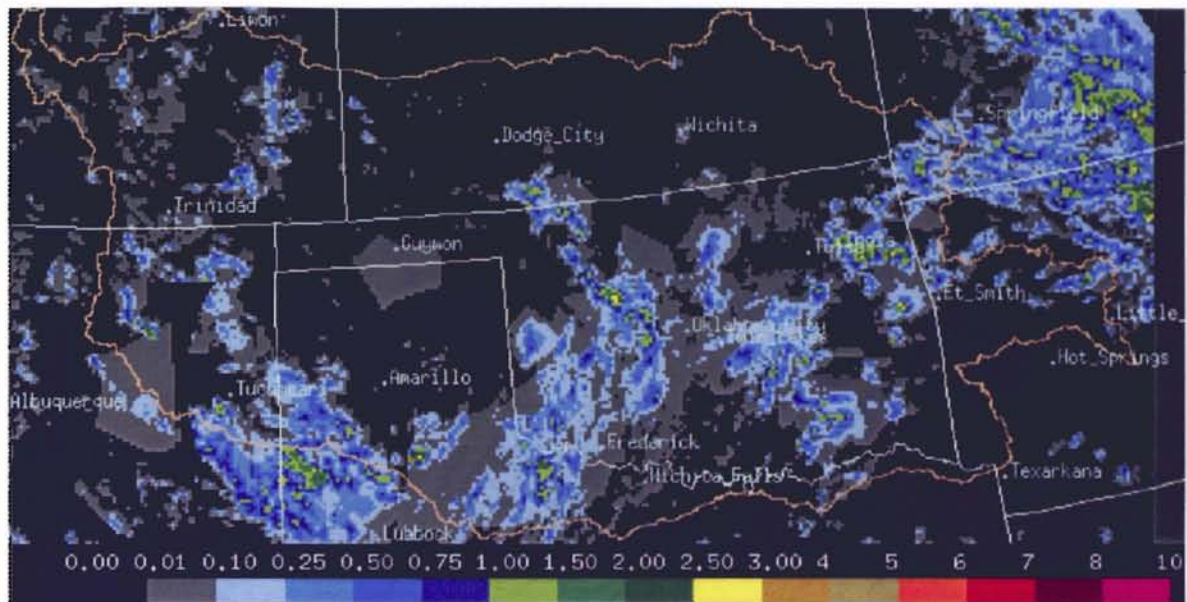 .Limon
.Springfield
.Wichita
.Dodge_City
.Trinidad
.Guymon
.Ft_Smith
.Little_
.Oklahoma_City
.Hot_Springs
.Amarillo
.Tucumcari
Albuquerque
.Frederick
.Wichita_Falls
.Texarkana
.Lubbock
0.00 0.01 0.10 0.25 0.50 0.75 1.00 1.50 2.00 2.50 3.00 4 5 6 7 8 10